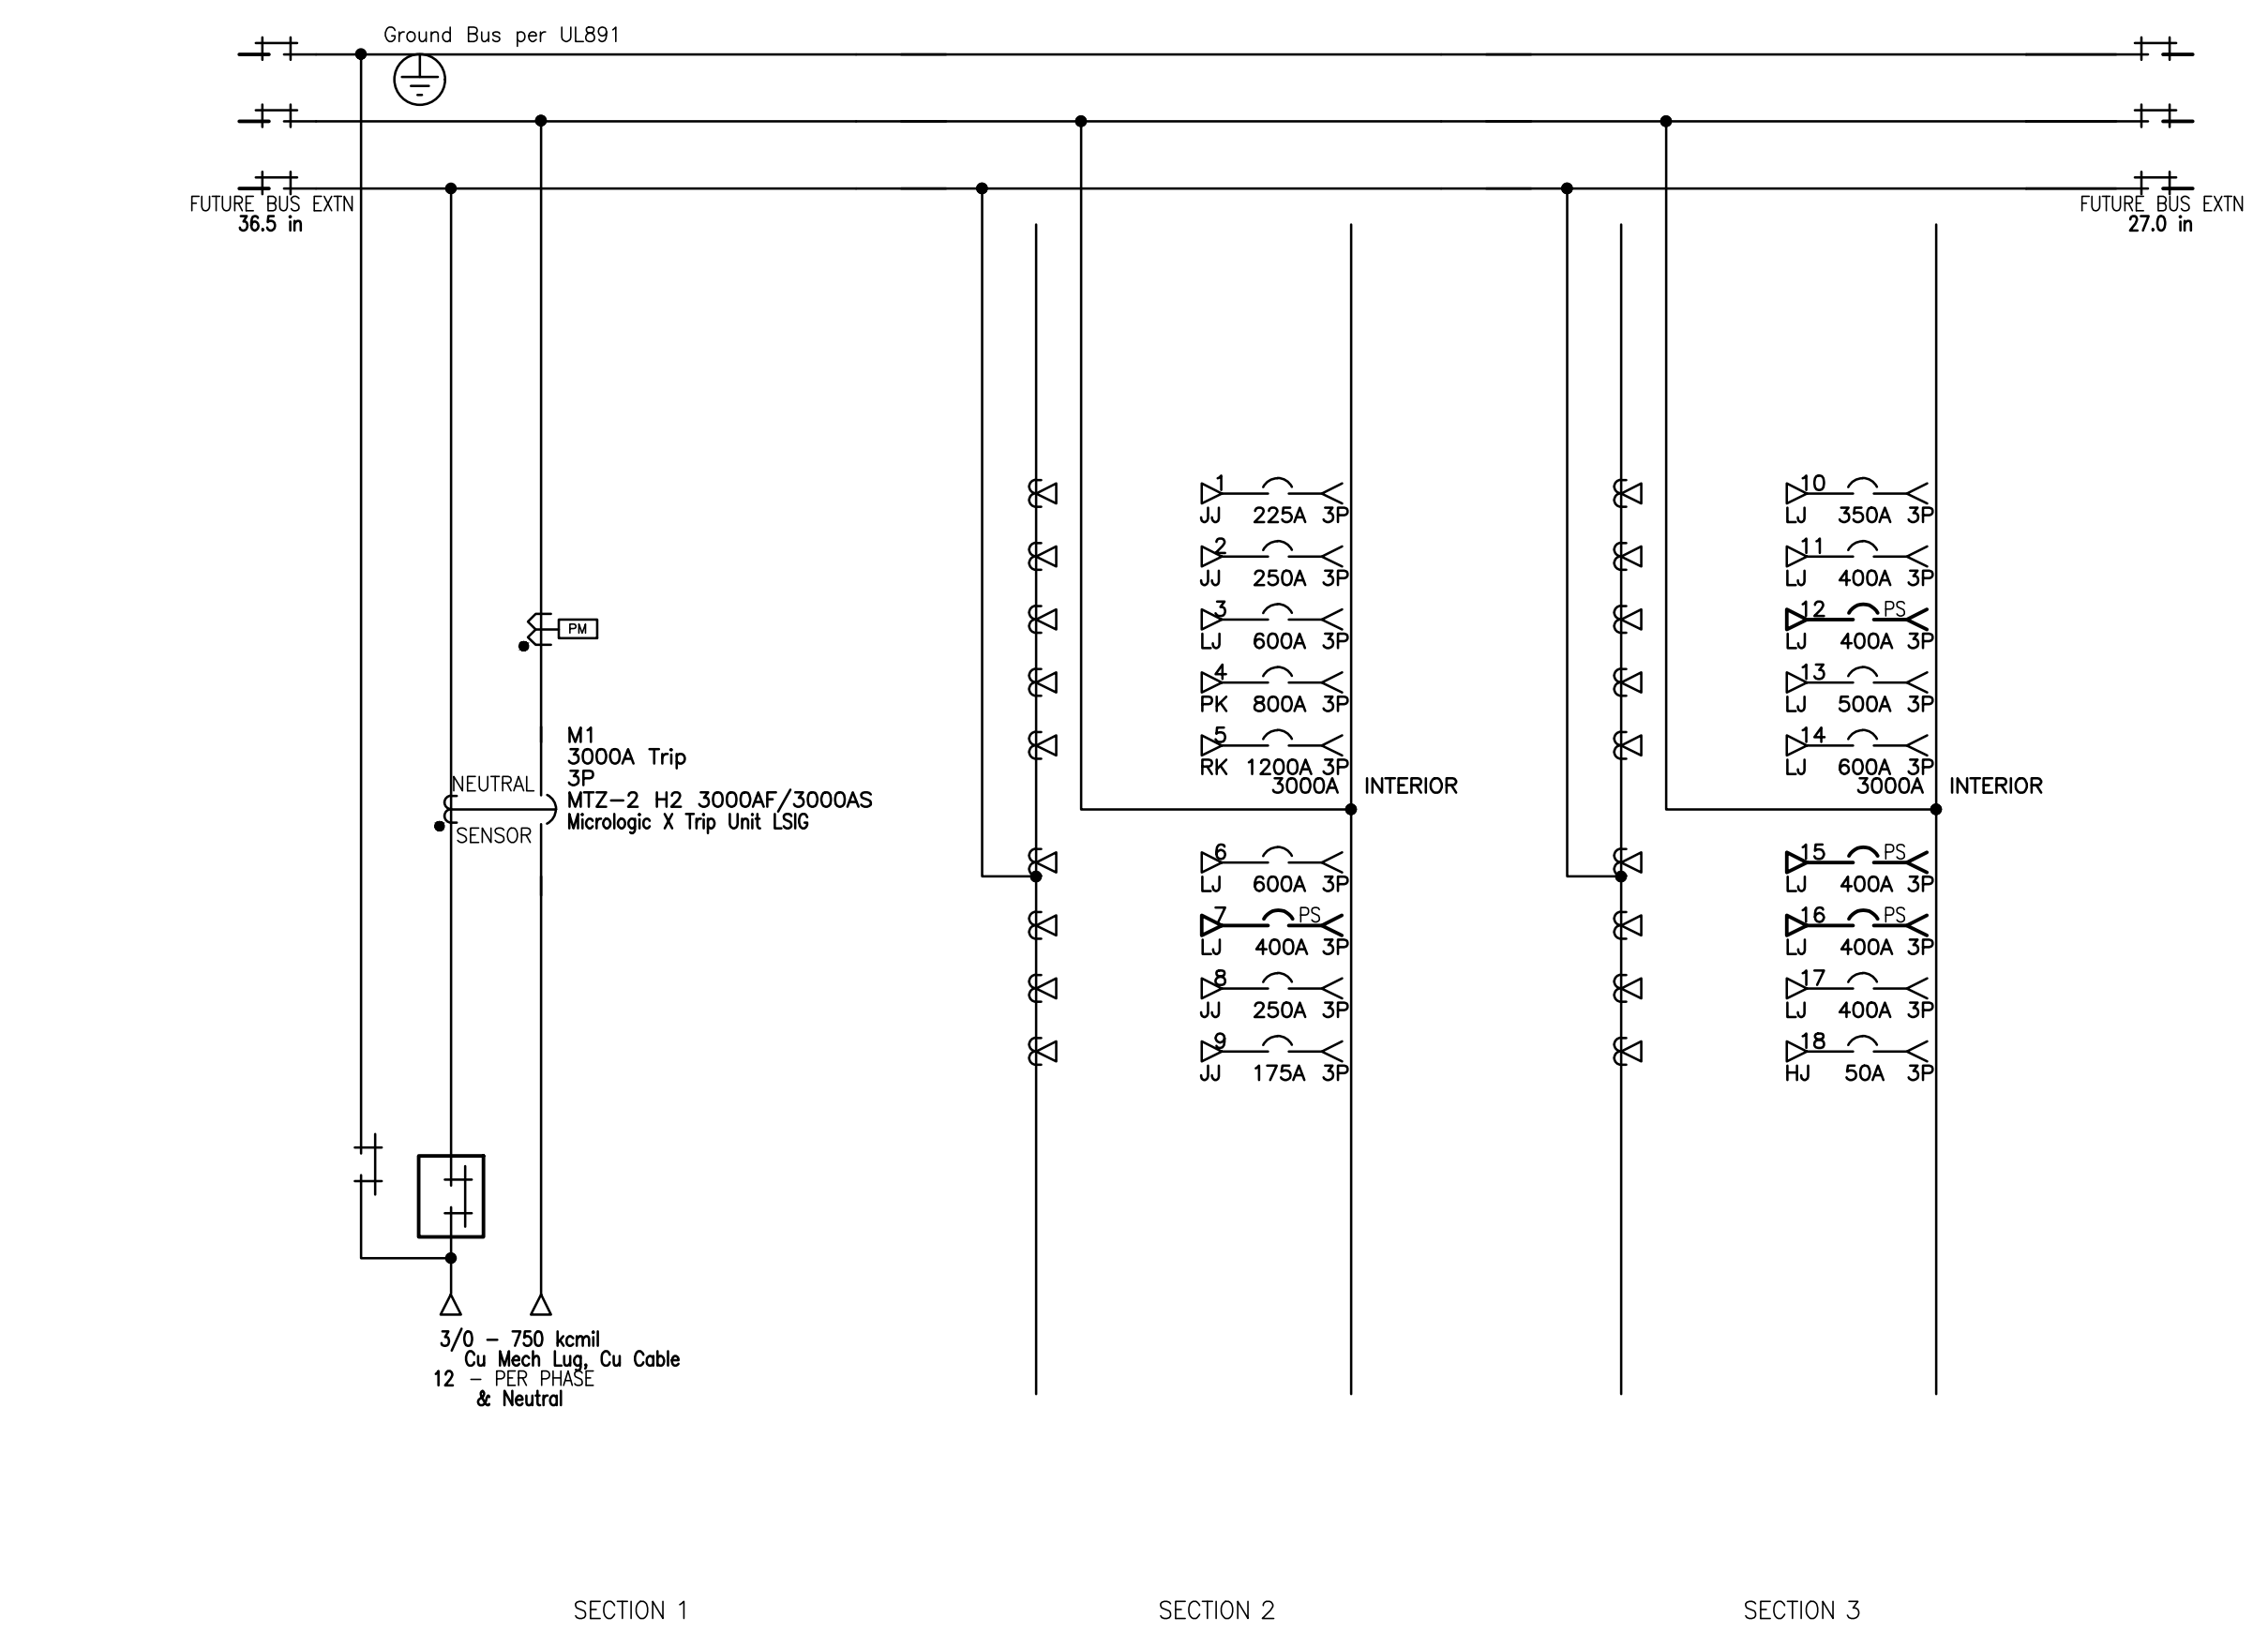 Ground Bus per UL891
FUTURE BUS EXTN
36.5 in
FUTURE BUS EXTN
27.0 in
PM
M1
3000A Trip
3P
MTZ-2 H2 3000AF/3000AS
Micrologic X Trip Unit LSIG
NEUTRAL
SENSOR
3/0 - 750 kcmil
Cu Mech Lug, Cu Cable
12 - PER PHASE
& Neutral
1
JJ 225A 3P
2
JJ 250A 3P
3
LJ 600A 3P
4
PK 800A 3P
5
RK 1200A 3P
3000A INTERIOR
6
LJ 600A 3P
7 PS
LJ 400A 3P
8
JJ 250A 3P
9
JJ 175A 3P
10
LJ 350A 3P
11
LJ 400A 3P
12 PS
LJ 400A 3P
13
LJ 500A 3P
14
LJ 600A 3P
3000A INTERIOR
15 PS
LJ 400A 3P
16 PS
LJ 400A 3P
17
LJ 400A 3P
18
HJ 50A 3P
SECTION 1
SECTION 2
SECTION 3